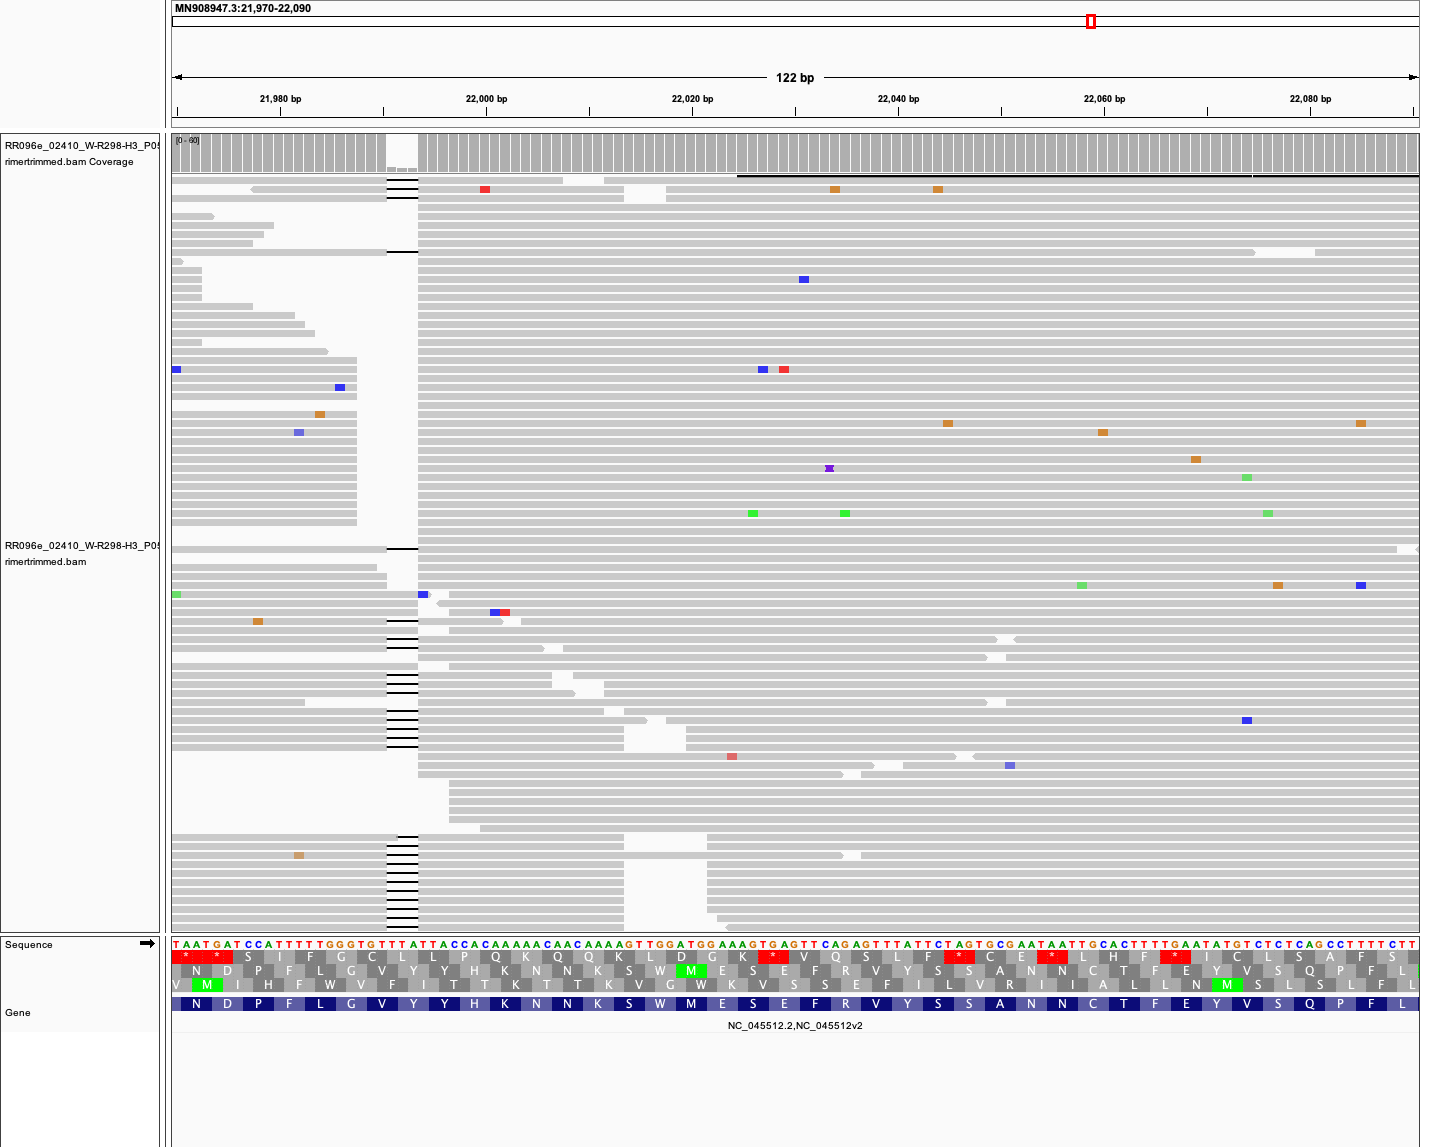 MN908947.3:21,970-22,090
122 bp
21,980 bp 22,000 bp 22,020 bp 22,040 bp 22,060 bp 22,080 bp
RR096e_02410_W-R298-H3_P05
rimertrimmed.bam Coverage
[0 - 60]
RR096e_02410_W-R298-H3_P05
rimertrimmed.bam
Sequence
TAATGATCCATTTTTGGGTGTTTATTACCACAAAAACAACAAAAGTTGGATGGAAAGTGAGTTCAGAGTTTATTCTAGTGCGAATAATTGCACTTTTGAATATGTCTCTCAGCCTTTTCTT
* * S I F G C L L P Q K Q Q K L D G K * V Q S L F * C E * L H F * I C L S A F S
N D P F L G V Y Y H K N N K S W M E S E F R V Y S S A N N C T F E Y V S Q P F L
V M I H F W V F I T T K T T K V G W K V S S E F I L V R I I A L L N M S L S L F L
Gene
N D P F L G V Y Y H K N N K S W M E S E F R V Y S S A N N C T F E Y V S Q P F L
NC_045512.2,NC_045512v2